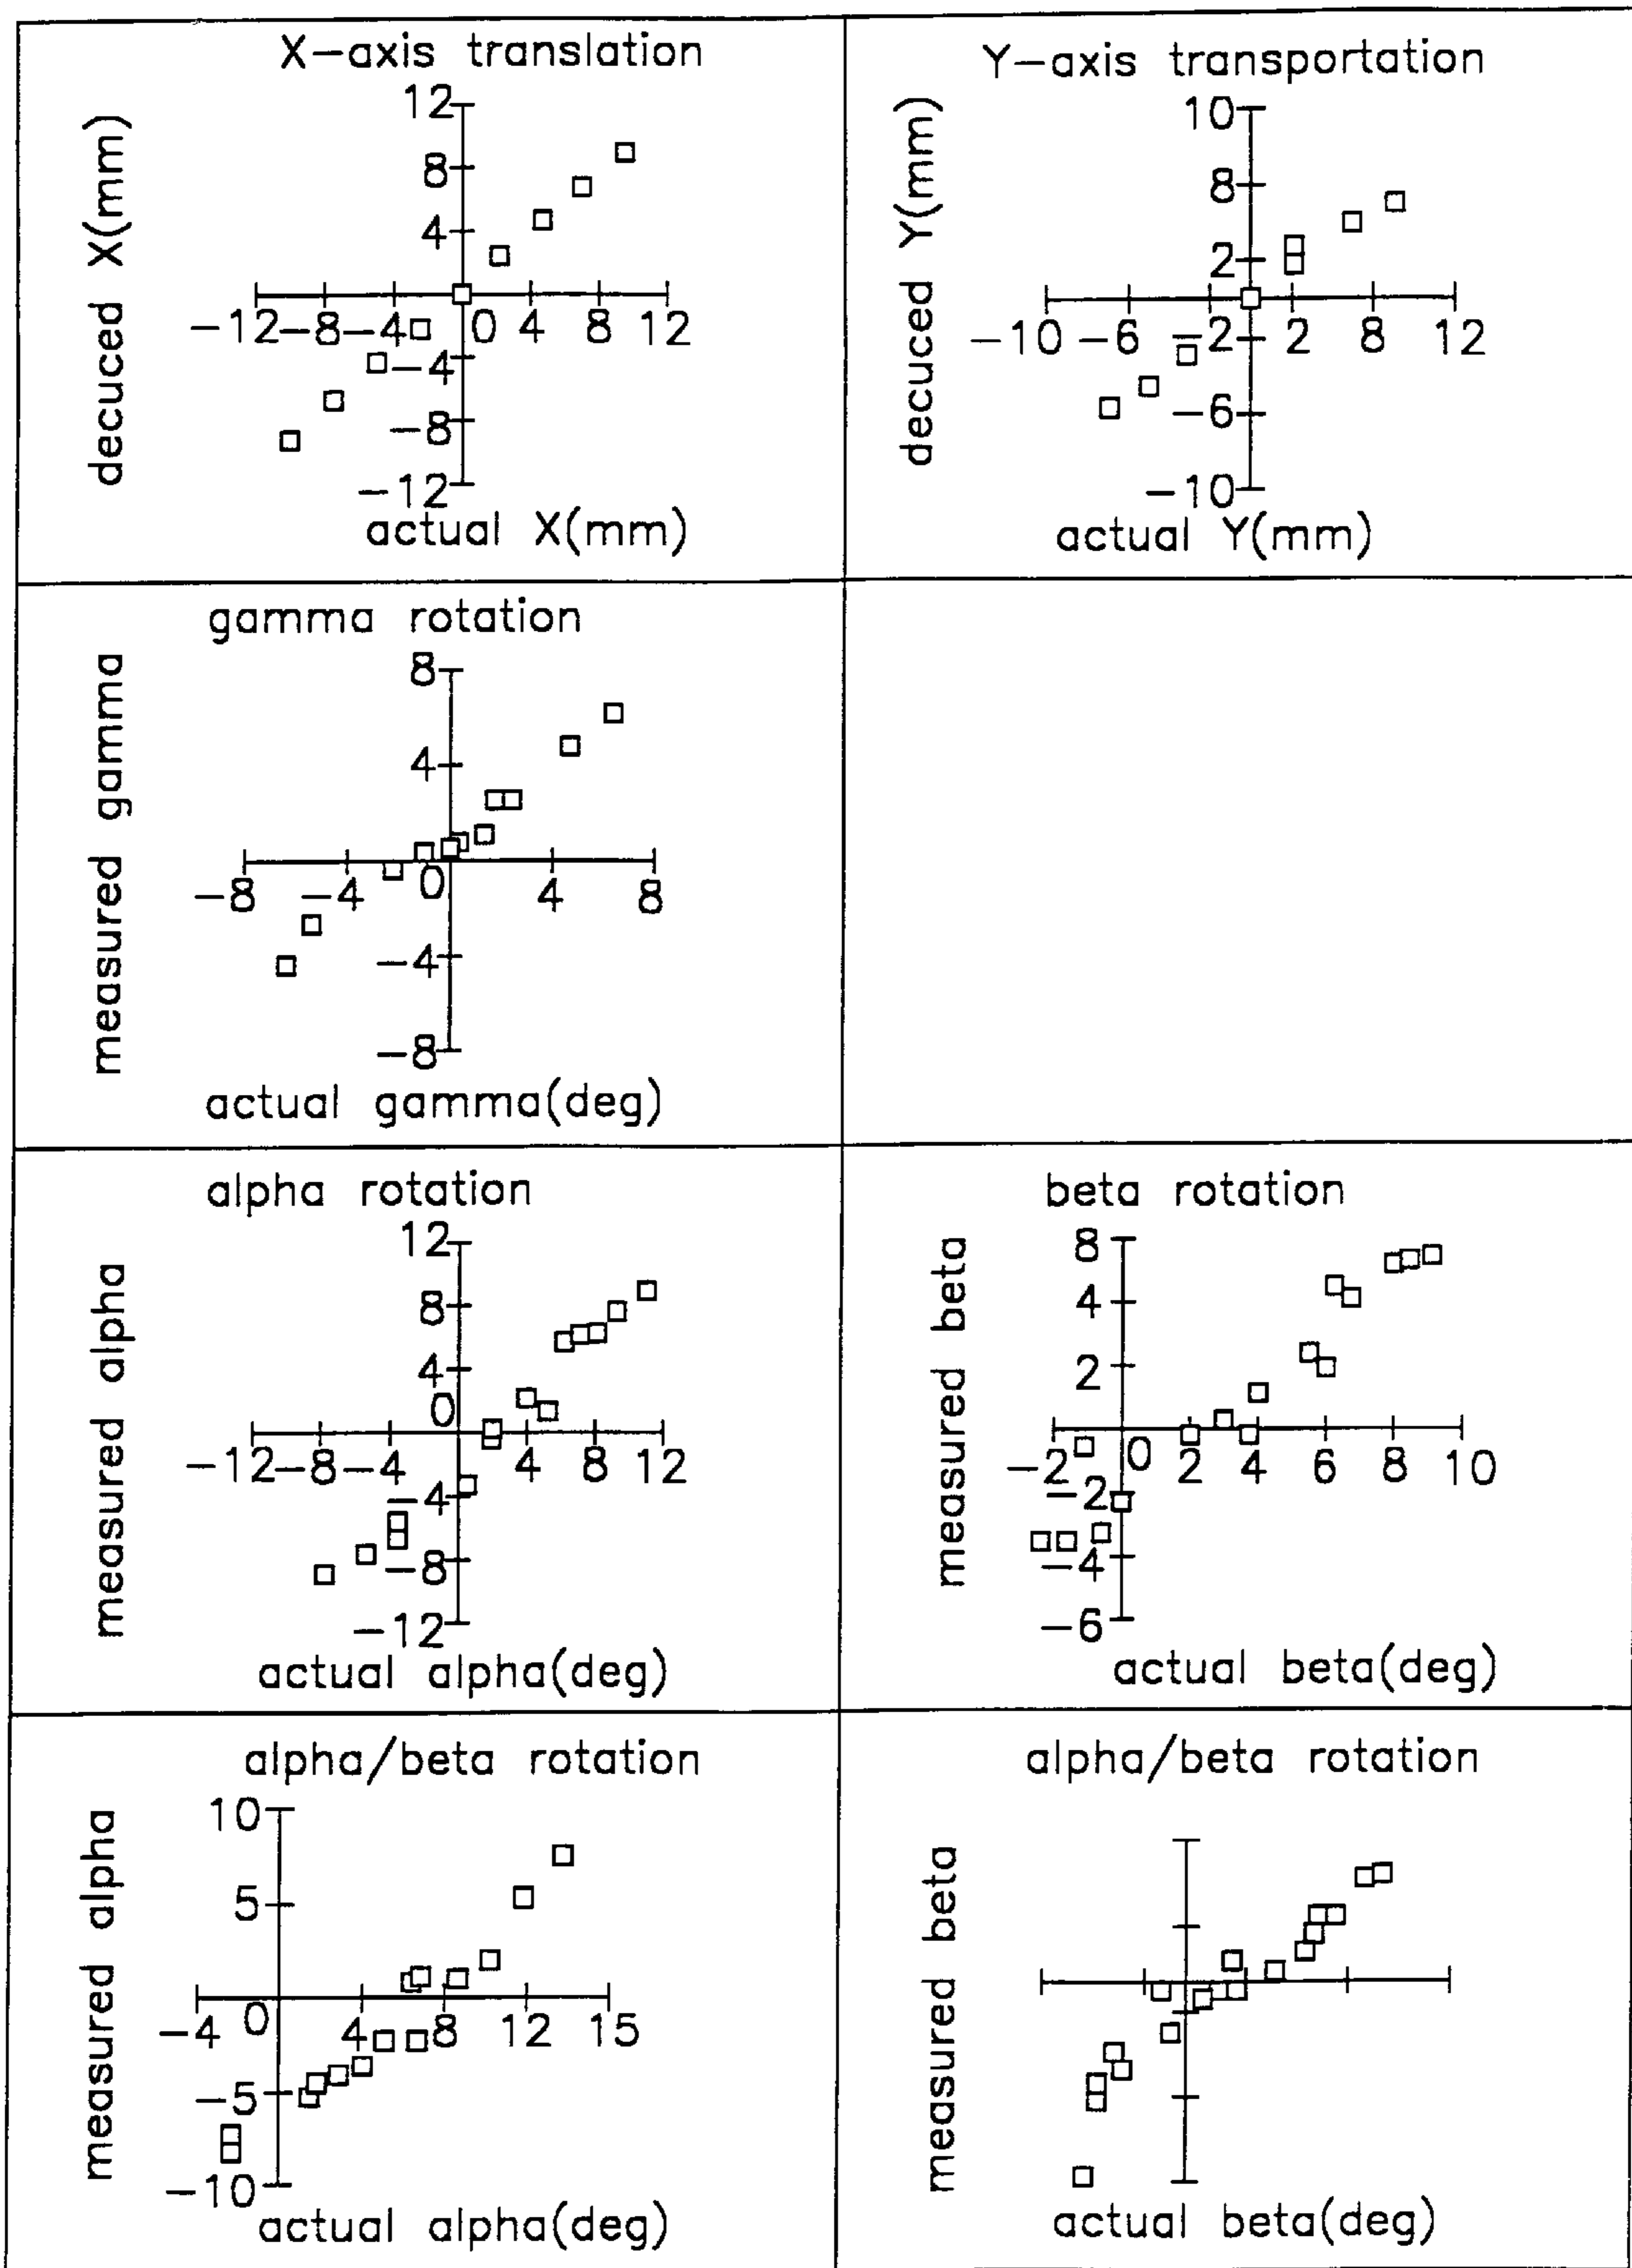 X-axis translation
decuced X(mm)
12
8
4
-12 -8 -4 0 4 8 12
-4
-8
-12
actual X(mm)
Y-axis transportation
decuced Y(mm)
10
8
2
-10 -6 -2 2 8 12
-6
-10
actual Y(mm)
gamma rotation
measured gamma
8
4
-8 -4 0 4 8
-4
-8
actual gamma(deg)
alpha rotation
measured alpha
12
8
4
0
-12 -8 -4 4 8 12
-4
-8
-12
actual alpha(deg)
beta rotation
measured beta
8
4
2
-2 0 2 4 6 8 10
-2
-4
-6
actual beta(deg)
alpha/beta rotation
measured alpha
10
5
-4 0 4 8 12 15
-5
-10
actual alpha(deg)
alpha/beta rotation
measured beta
actual beta(deg)